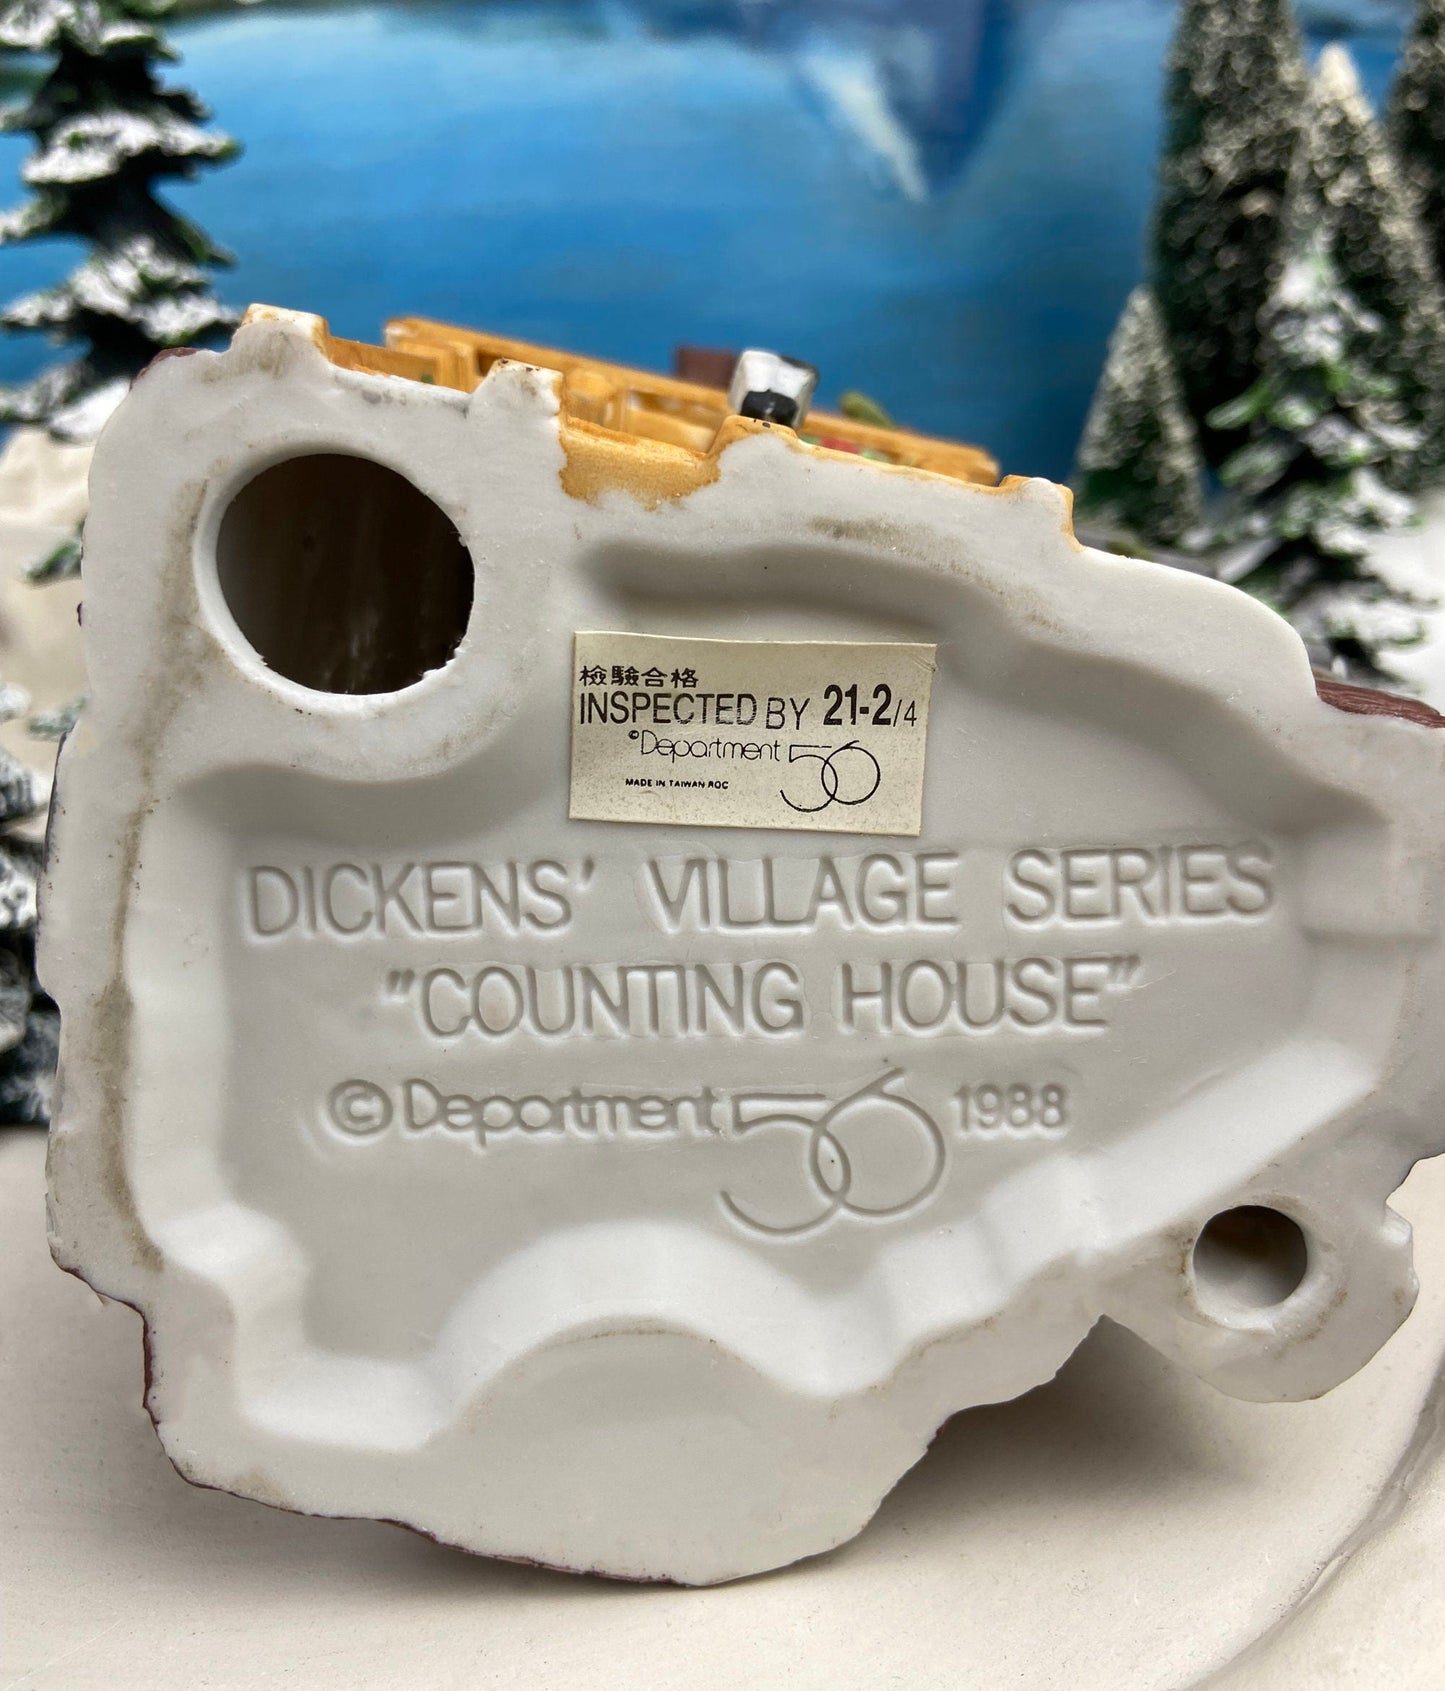 檢驗合格
INSPECTED BY 21-2/4
©Department 56
MADE IN TAIWAN ROC
DICKENS' VILLAGE SERIES
"COUNTING HOUSE"
©Department 56 1988